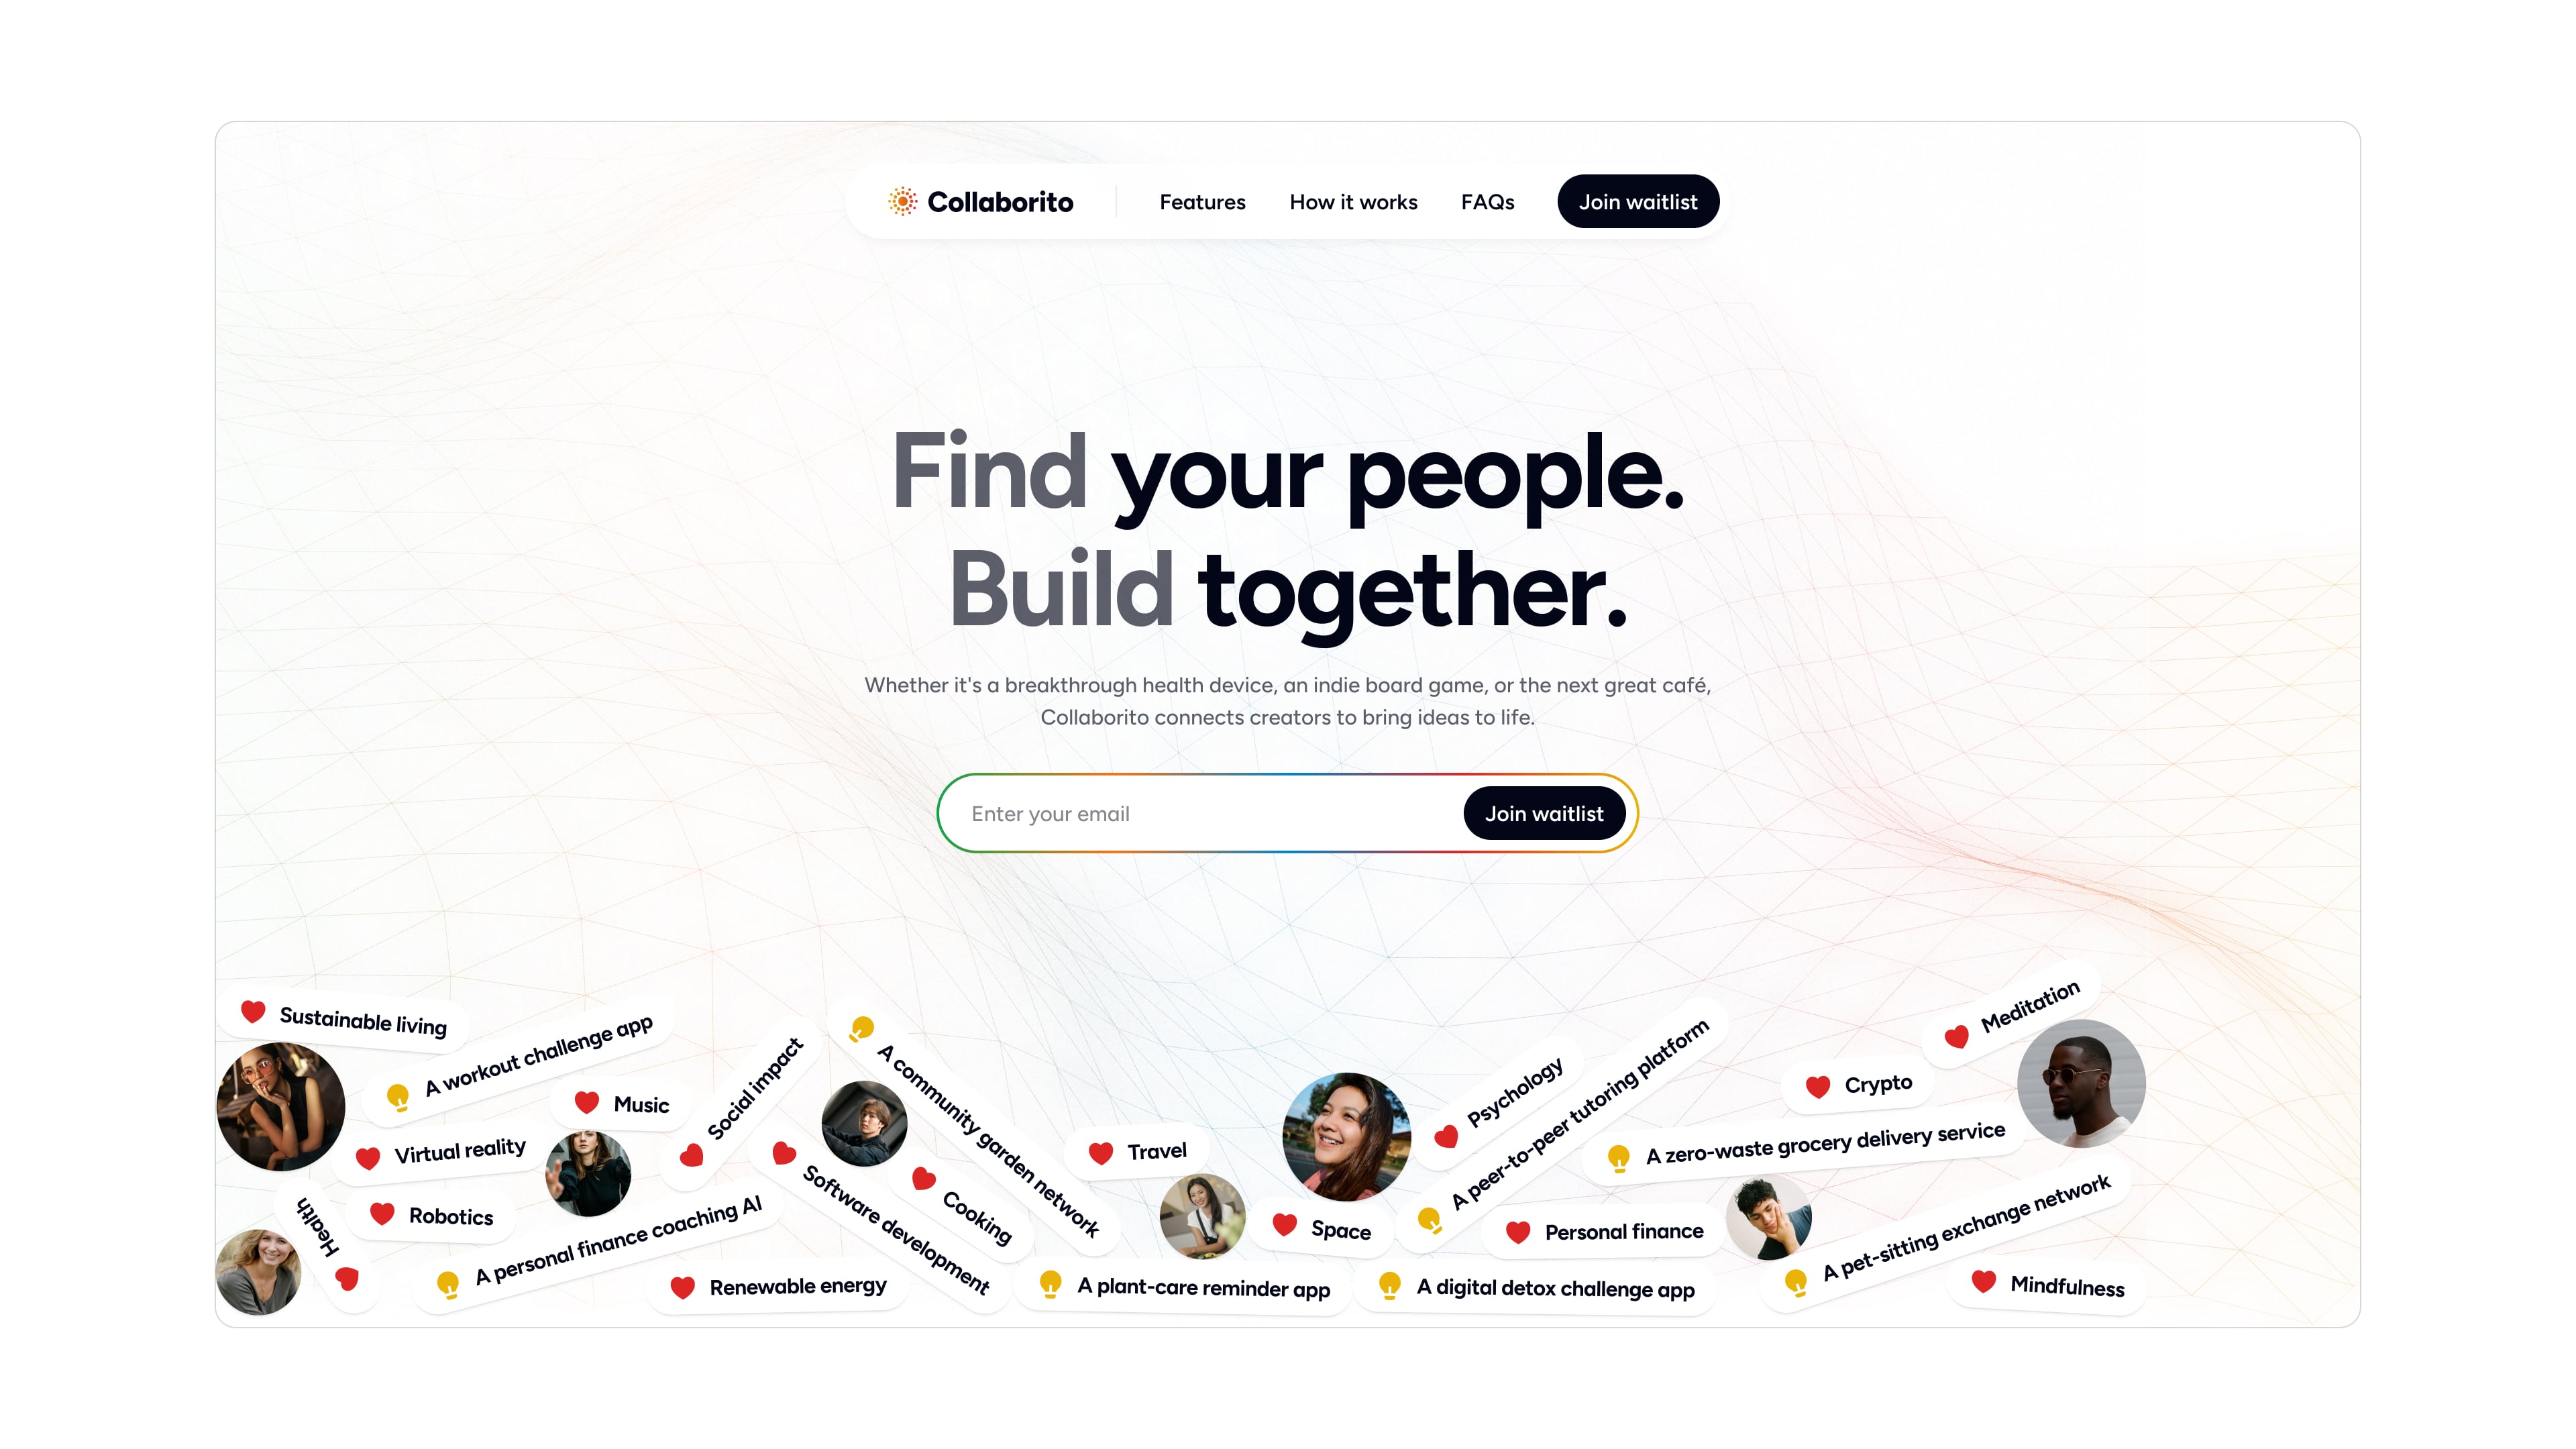 Collaborito
Features
How it works
FAQs
Join waitlist
Find your people.
Build together.
Whether it's a breakthrough health device, an indie board game, or the next great café,
Collaborito connects creators to bring ideas to life.
Enter your email
Join waitlist
Sustainable living
A workout challenge app
Music
Virtual reality
Health
Robotics
A personal finance coaching AI
Social impact
Renewable energy
A community garden network
Software development
Cooking
Travel
Space
A plant-care reminder app
Psychology
A peer-to-peer tutoring platform
Personal finance
A digital detox challenge app
Meditation
Crypto
A zero-waste grocery delivery service
A pet-sitting exchange network
Mindfulness